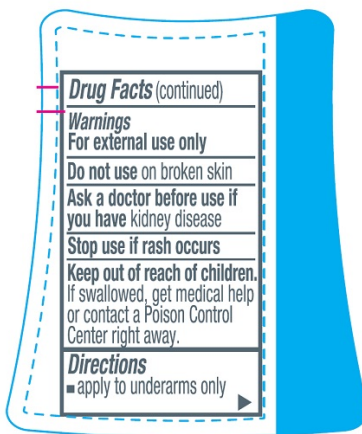 Drug Facts (continued)
Warnings
For external use only
Do not use on broken skin
Ask a doctor before use if
you have kidney disease
Stop use if rash occurs
Keep out of reach of children.
If swallowed, get medical help
or contact a Poison Control
Center right away.
Directions
■ apply to underarms only